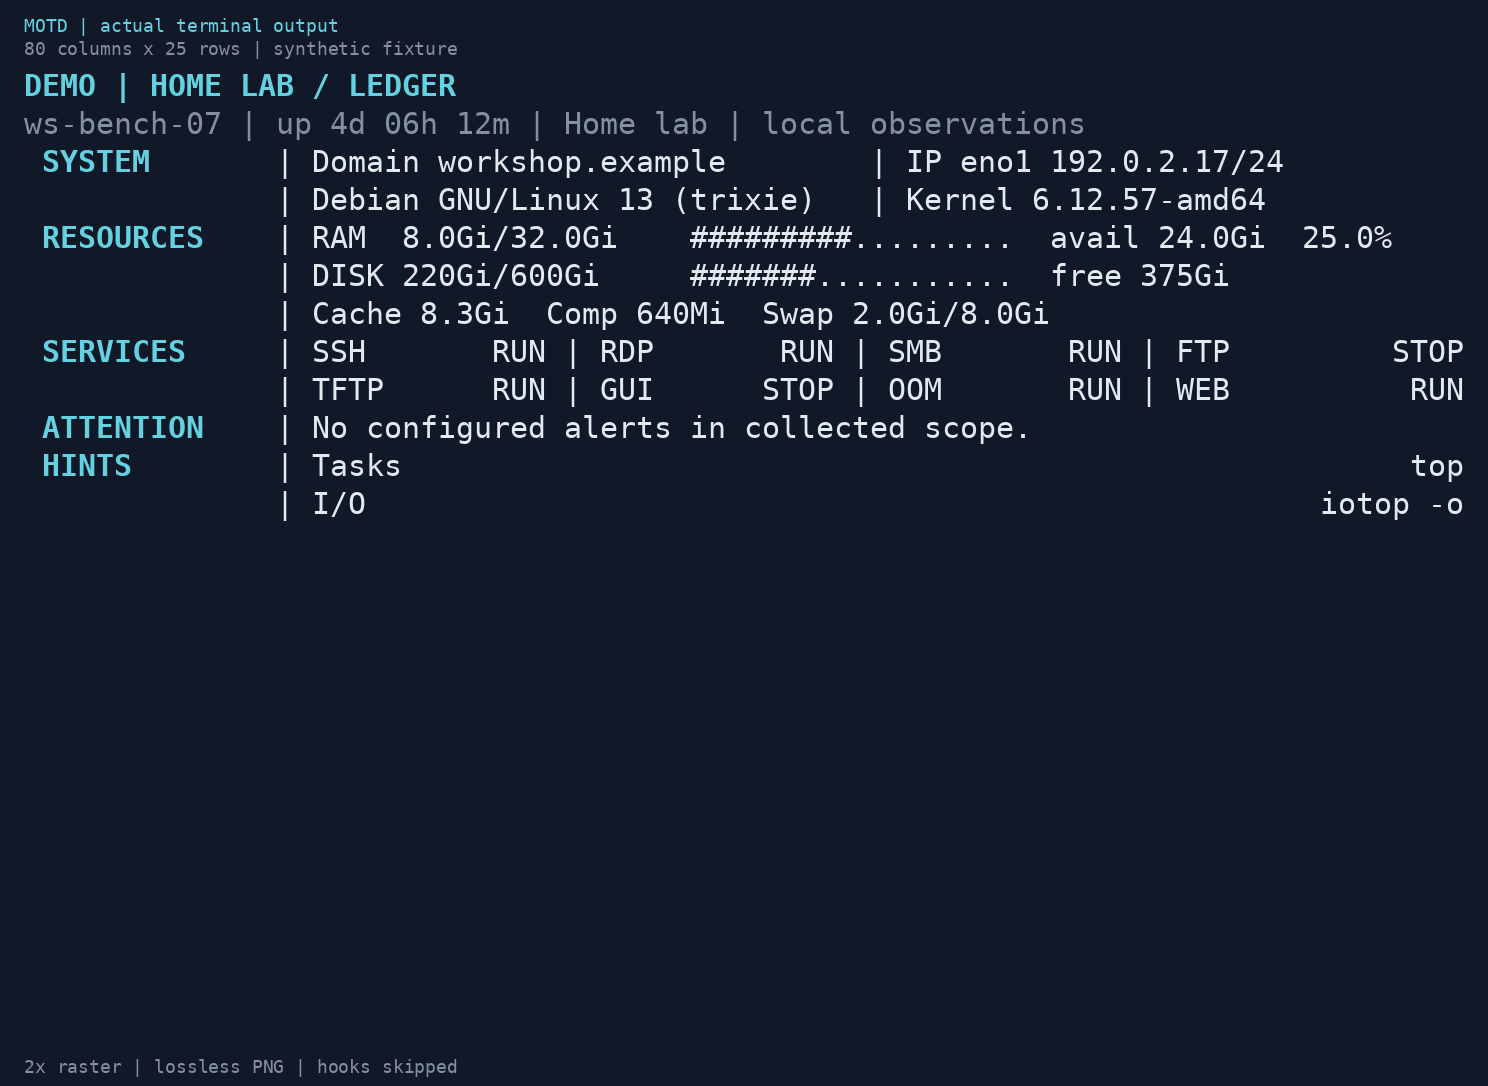 MOTD | actual terminal output
80 columns x 25 rows | synthetic fixture
DEMO | HOME LAB / LEDGER
ws-bench-07 | up 4d 06h 12m | Home lab | local observations
SYSTEM       | Domain workshop.example        | IP eno1 192.0.2.17/24
             | Debian GNU/Linux 13 (trixie)   | Kernel 6.12.57-amd64
RESOURCES    | RAM  8.0Gi/32.0Gi    #########.........  avail 24.0Gi  25.0%
             | DISK 220Gi/600Gi     #######...........  free 375Gi
             | Cache 8.3Gi  Comp 640Mi  Swap 2.0Gi/8.0Gi
SERVICES     | SSH       RUN | RDP       RUN | SMB       RUN | FTP         STOP
             | TFTP      RUN | GUI      STOP | OOM       RUN | WEB          RUN
ATTENTION    | No configured alerts in collected scope.
HINTS        | Tasks                                                        top
             | I/O                                                     iotop -o
2x raster | lossless PNG | hooks skipped